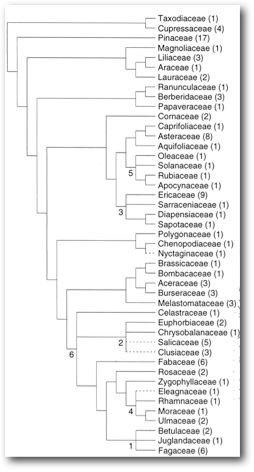 Taxodiaceae (1)
Cupressaceae (4)
Pinaceae (17)
Magnoliaceae (1)
Liliaceae (3)
Araceae (1)
Lauraceae (2)
Ranunculaceae (1)
Berberidaceae (3)
Papaveraceae (1)
Cornaceae (2)
Caprifoliaceae (1)
Asteraceae (8)
Aquifoliaceae (1)
Oleaceae (1)
Solanaceae (1)
5
Rubiaceae (1)
Apocynaceae (1)
Ericaceae (9)
Sarraceniaceae (1)
3
Diapensiaceae (1)
Sapotaceae (1)
Polygonaceae (1)
Chenopodiaceae (1)
Nyctaginaceae (1)
Brassicaceae (1)
Bombacaceae (1)
Aceraceae (3)
Burseraceae (3)
Melastomataceae (3)
Celastraceae (1)
Euphorbiaceae (2)
Chrysobalanaceae (1)
2
Salicaceae (5)
6
Clusiaceae (3)
Fabaceae (6)
Rosaceae (2)
Zygophyllaceae (1)
Eleagnaceae (1)
Rhamnaceae (1)
4
Moraceae (1)
Ulmaceae (2)
Betulaceae (2)
1
Juglandaceae (1)
Fagaceae (6)